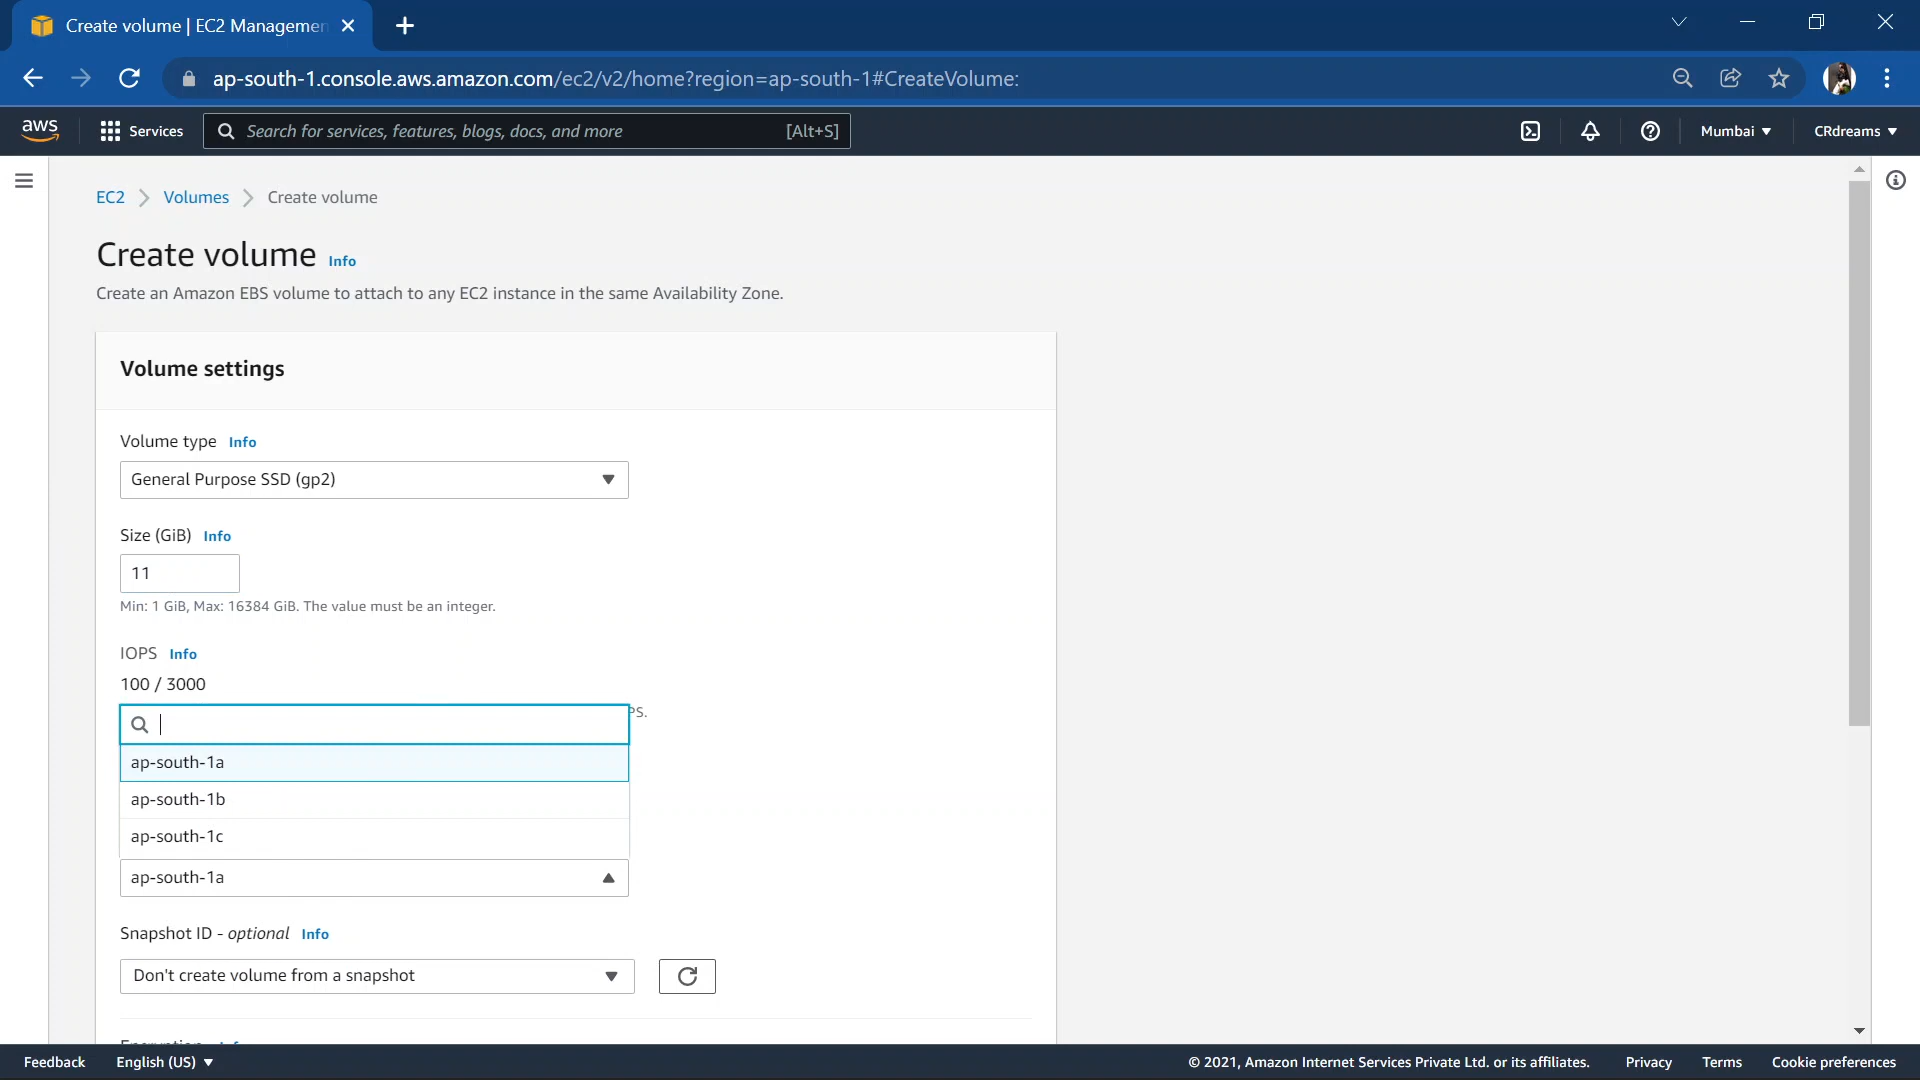 Create volume | EC2 Managemen
ap-south-1.console.aws.amazon.com/ec2/v2/home?region=ap-south-1#CreateVolume:
aws
Services
Search for services, features, blogs, docs, and more
[Alt+S]
Mumbai
CRdreams
EC2
Volumes
Create volume
Create volume Info
Create an Amazon EBS volume to attach to any EC2 instance in the same Availability Zone.
Volume settings
Volume type Info
General Purpose SSD (gp2)
Size (GiB) Info
11
Min: 1 GiB, Max: 16384 GiB. The value must be an integer.
IOPS Info
100 / 3000
PS.
ap-south-1a
ap-south-1b
ap-south-1c
ap-south-1a
Snapshot ID - optional Info
Don't create volume from a snapshot
Feedback
English (US)
© 2021, Amazon Internet Services Private Ltd. or its affiliates.
Privacy
Terms
Cookie preferences